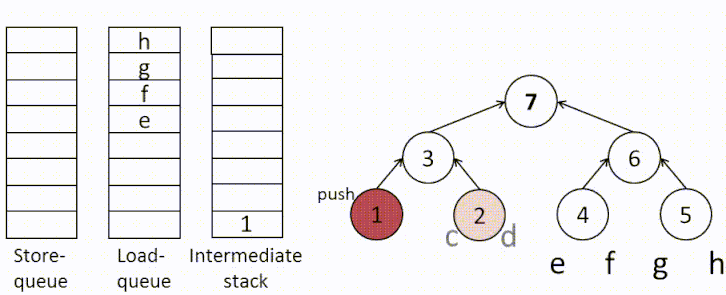 h
g
f
e
1
Store-
queue
Load-
queue
Intermediate
stack
7
3
6
push
1
2
4
5
c
d
e
f
g
h